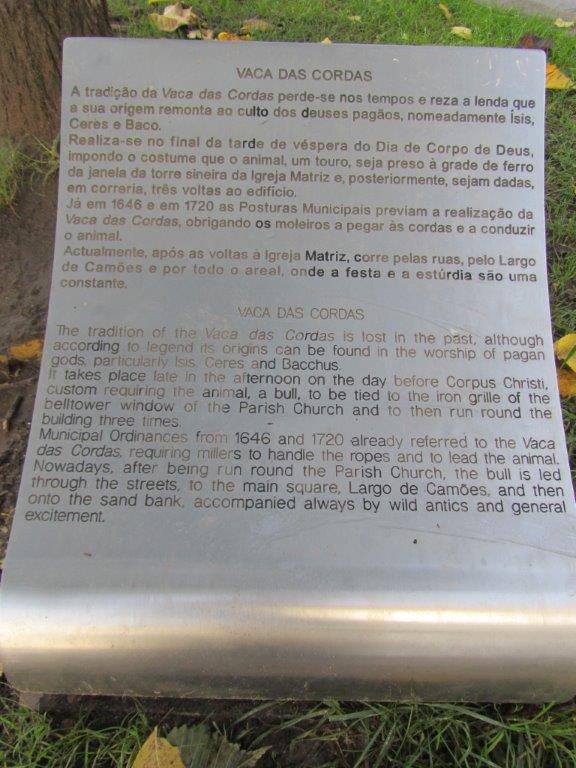 VACA DAS CORDAS
A tradição da Vaca das Cordas perde-se nos tempos e reza a lenda que
a sua origem remonta ao culto dos deuses pagãos, nomeadamente Ísis,
Ceres e Baco.
Realiza-se no final da tarde de véspera do Dia de Corpo de Deus,
impondo o costume que o animal, um touro, seja preso à grade de ferro
da janela da torre sineira da Igreja Matriz e, posteriormente, sejam dadas,
em correria, três voltas ao edifício.
Já em 1646 e em 1720 as Posturas Municipais previam a realização da
Vaca das Cordas, obrigando os moleiros a pegar às cordas e a conduzir
o animal.
Actualmente, após as voltas à Igreja Matriz, corre pelas ruas, pelo Largo
de Camões e por todo o areal, onde a festa e a estúrdia são uma
constante.
VACA DAS CORDAS
The tradition of the Vaca das Cordas is lost in the past, although
according to legend its origins can be found in the worship of pagan
gods, particularly Isis, Ceres and Bacchus.
It takes place late in the afternoon on the day before Corpus Christi,
custom requiring the animal, a bull, to be tied to the iron grille of the
belltower window of the Parish Church and to then run round the
building three times.
Municipal Ordinances from 1646 and 1720 already referred to the Vaca
das Cordas, requiring millers to handle the ropes and to lead the animal.
Nowadays, after being run round the Parish Church, the bull is led
through the streets, to the main square, Largo de Camões, and then
onto the sand bank, accompanied always by wild antics and general
excitement.